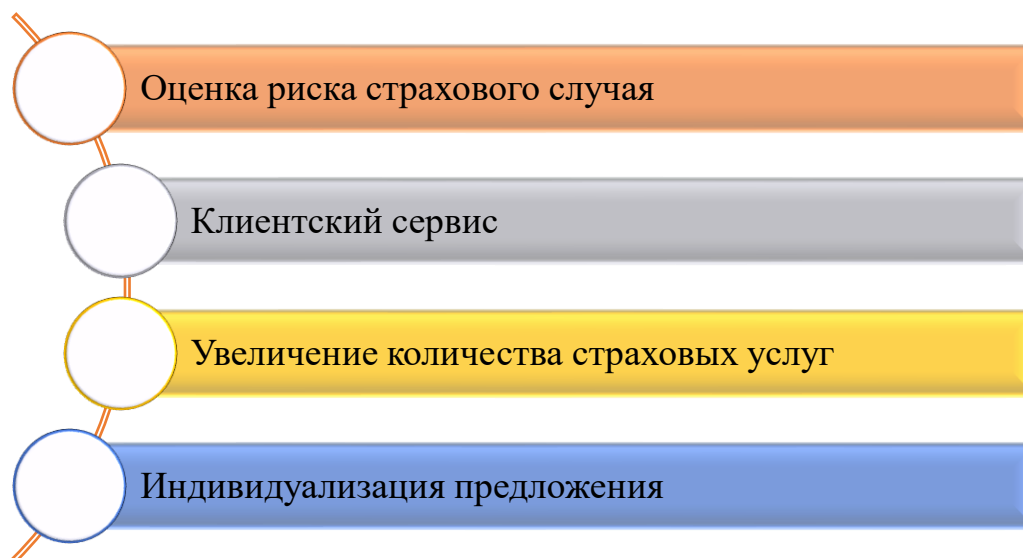 Оценка риска страхового случая
Клиентский сервис
Увеличение количества страховых услуг
Индивидуализация предложения